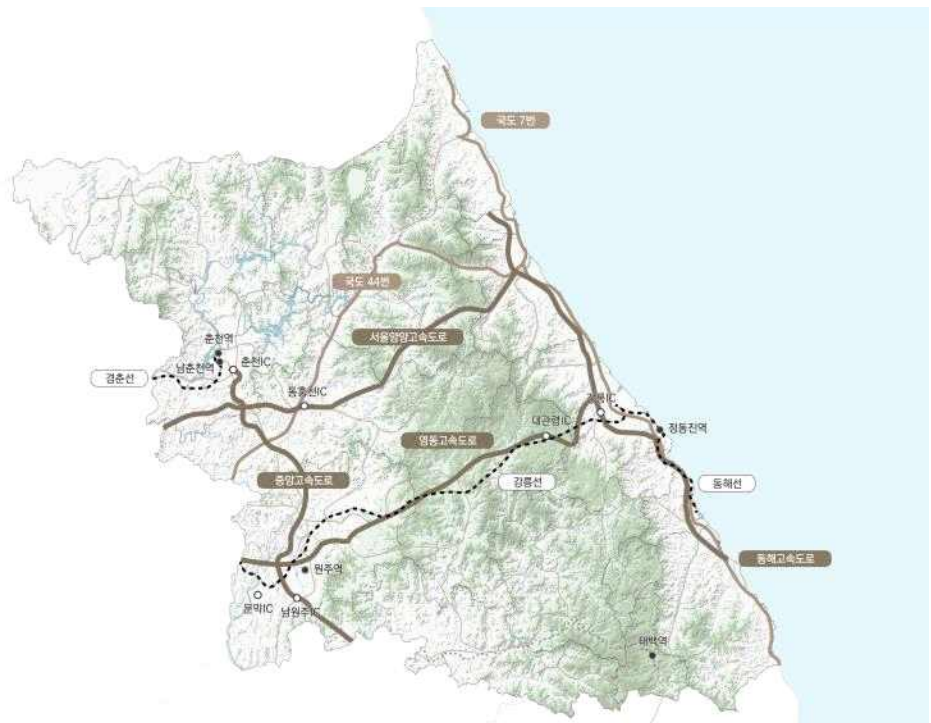 국도 7번
국도 44번
서울양양고속도로
춘천역
남춘천역
춘천IC
경춘선
동홍천IC
강릉IC
대관령IC
정동진역
영동고속도로
중앙고속도로
강릉선
동해선
원주역
동해고속도로
문막IC
남원주IC
태백역